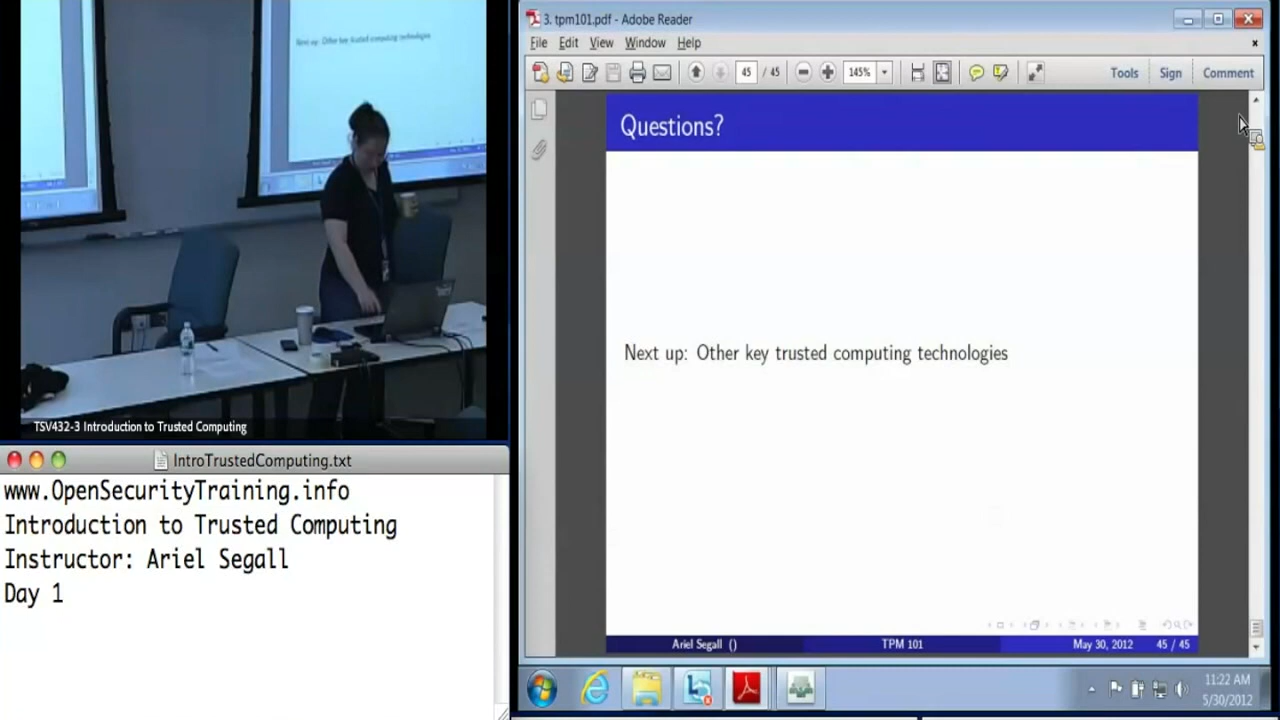 Next up: Other key trusted computing technologies
TSV432-3 Introduction to Trusted Computing
IntroTrustedComputing.txt
www.OpenSecurityTraining.info
Introduction to Trusted Computing
Instructor: Ariel Segall
Day 1
3. tpm101.pdf - Adobe Reader
File Edit View Window Help
×
45 / 45 145% Tools Sign Comment
Questions?
Next up: Other key trusted computing technologies
Ariel Segall () TPM 101 May 30, 2012 45 / 45
11:22 AM
5/30/2012